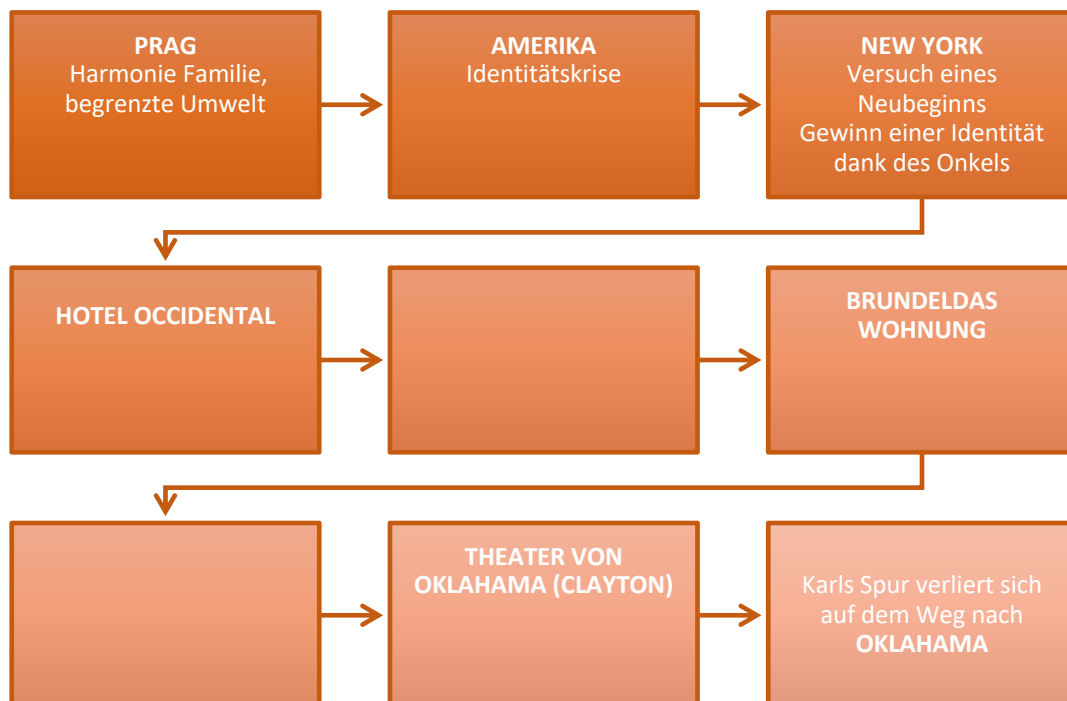 PRAG
Harmonie Familie,
begrenzte Umwelt
AMERIKA
Identitätskrise
NEW YORK
Versuch eines
Neubeginns
Gewinn einer Identität
dank des Onkels
HOTEL OCCIDENTAL
BRUNDELDAS
WOHNUNG
THEATER VON
OKLAHAMA (CLAYTON)
Karls Spur verliert sich
auf dem Weg nach
OKLAHAMA